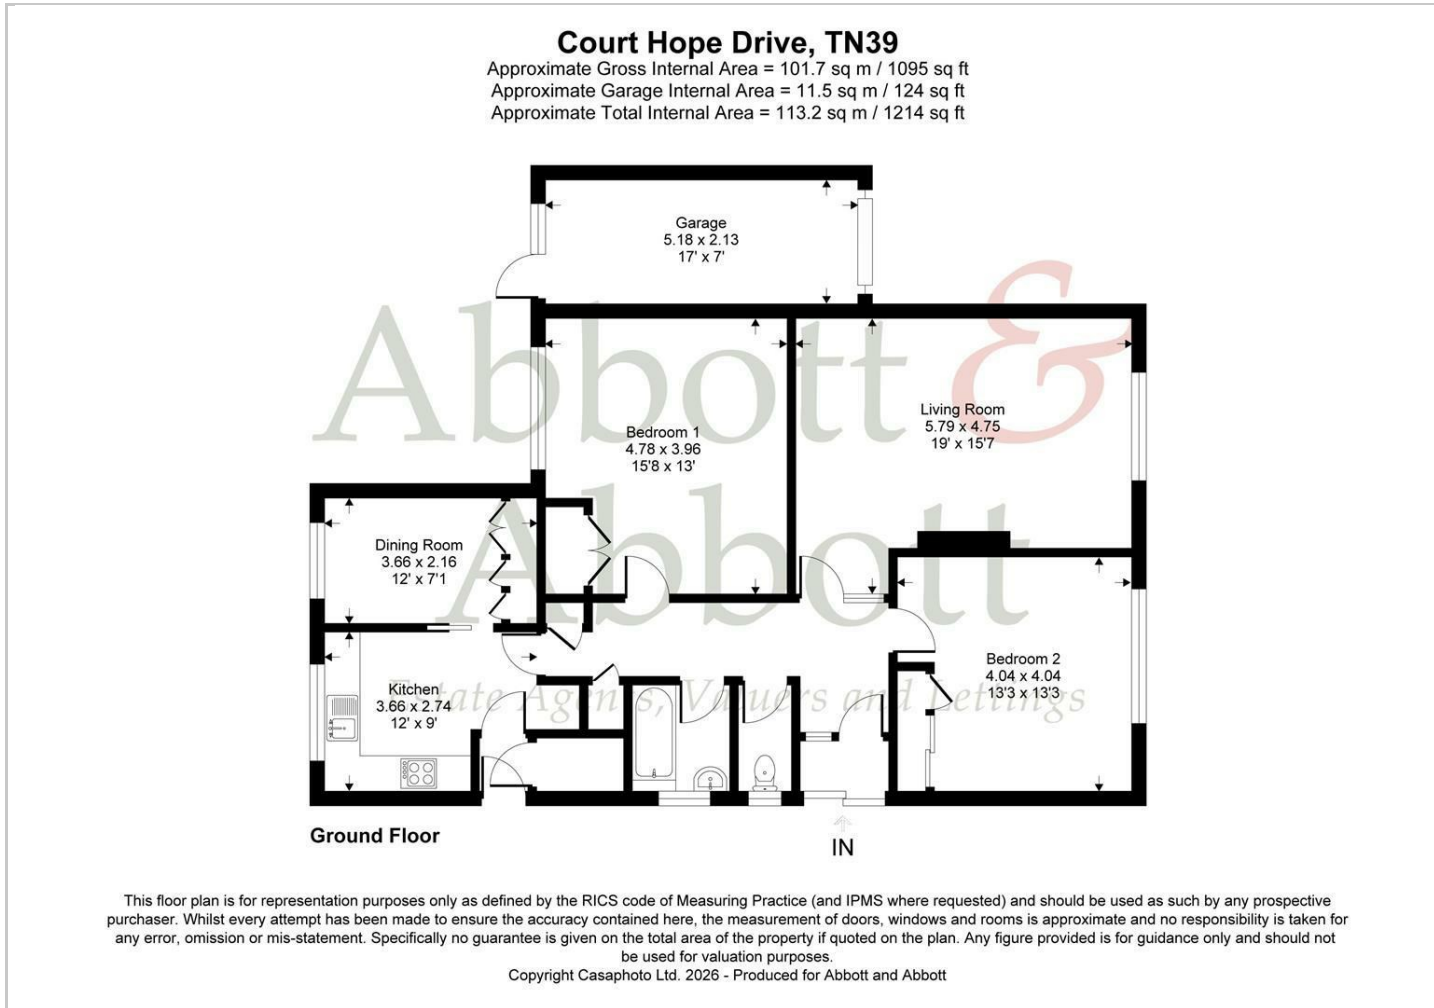 Court Hope Drive, TN39
Approximate Gross Internal Area = 101.7 sq m / 1095 sq ft
Approximate Garage Internal Area = 11.5 sq m / 124 sq ft
Approximate Total Internal Area = 113.2 sq m / 1214 sq ft
Garage
5.18 x 2.13
17' x 7'
Abbott &
Abbott
Estate Agents, Valuers and Lettings
Living Room
5.79 x 4.75
19' x 15'7
Bedroom 1
4.78 x 3.96
15'8 x 13'
Dining Room
3.66 x 2.16
12' x 7'1
Kitchen
3.66 x 2.74
12' x 9'
Bedroom 2
4.04 x 4.04
13'3 x 13'3
Ground Floor
IN
This floor plan is for representation purposes only as defined by the RICS code of Measuring Practice (and IPMS where requested) and should be used as such by any prospective
purchaser. Whilst every attempt has been made to ensure the accuracy contained here, the measurement of doors, windows and rooms is approximate and no responsibility is taken for
any error, omission or mis-statement. Specifically no guarantee is given on the total area of the property if quoted on the plan. Any figure provided is for guidance only and should not
be used for valuation purposes.
Copyright Casaphoto Ltd. 2026 - Produced for Abbott and Abbott